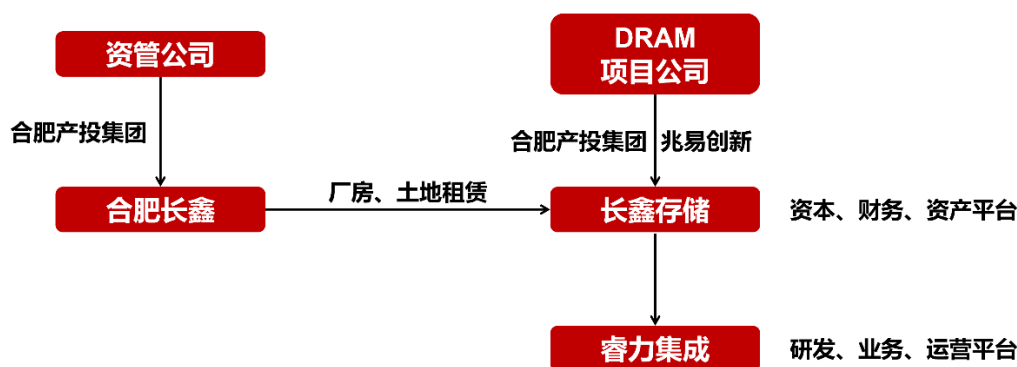 资管公司
DRAM
项目公司
合肥产投集团
合肥产投集团 兆易创新
合肥长鑫
厂房、土地租赁
长鑫存储
资本、财务、资产平台
睿力集成
研发、业务、运营平台